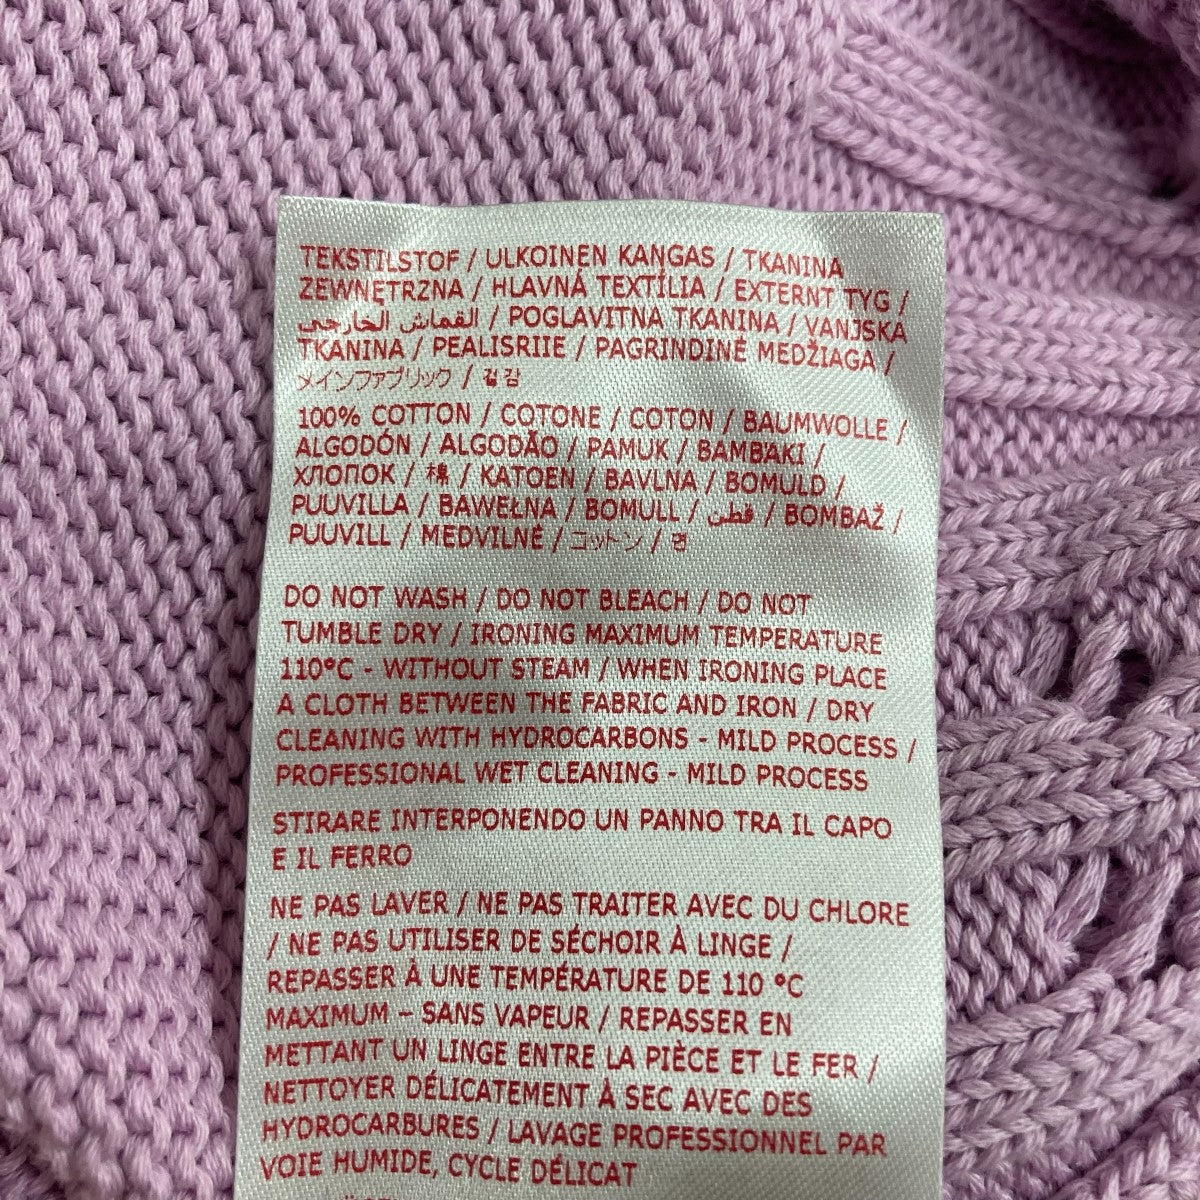 TEKSTILSTOF / ULKOINEN KANGAS / TKANINA
ZEWNĘTRZNA / HLAVNÁ TEXTÍLIA / EXTERNT TYG /
القماش الخارجي / POGLAVITNA TKANINA / VANJSKA
TKANINA / PEALISRIIE / PAGRINDINĖ MEDŽIAGA /
メインファブリック / 겉감
100% COTTON / COTONE / COTON / BAUMWOLLE /
ALGODÓN / ALGODÃO / PAMUK / BAMBAKI /
ХЛОПОК / 棉 / KATOEN / BAVLNA / BOMULD /
PUUVILLA / BAWEŁNA / BOMULL / قطن / BOMBAŽ /
PUUVILL / MEDVILNÉ / コットン / 면
DO NOT WASH / DO NOT BLEACH / DO NOT
TUMBLE DRY / IRONING MAXIMUM TEMPERATURE
110°C - WITHOUT STEAM / WHEN IRONING PLACE
A CLOTH BETWEEN THE FABRIC AND IRON / DRY
CLEANING WITH HYDROCARBONS - MILD PROCESS /
PROFESSIONAL WET CLEANING - MILD PROCESS
STIRARE INTERPONENDO UN PANNO TRA IL CAPO
E IL FERRO
NE PAS LAVER / NE PAS TRAITER AVEC DU CHLORE
/ NE PAS UTILISER DE SÉCHOIR À LINGE /
REPASSER À UNE TEMPÉRATURE DE 110 °C
MAXIMUM – SANS VAPEUR / REPASSER EN
METTANT UN LINGE ENTRE LA PIÈCE ET LE FER /
NETTOYER DÉLICATEMENT À SEC AVEC DES
HYDROCARBURES / LAVAGE PROFESSIONNEL PAR
VOIE HUMIDE, CYCLE DÉLICAT